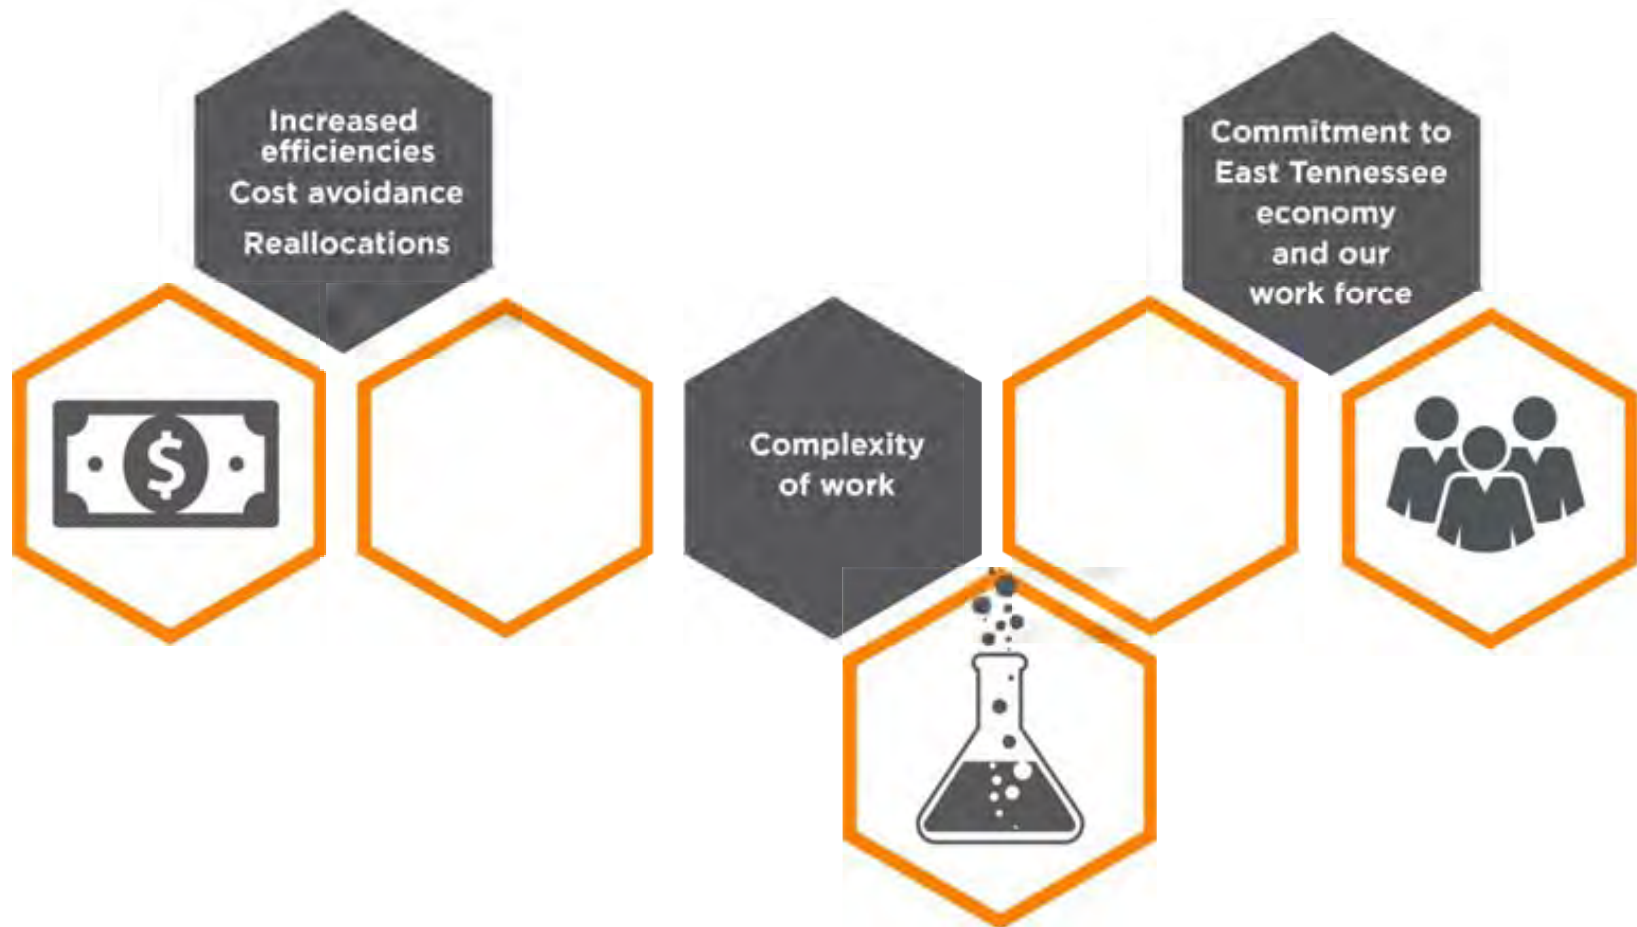 Increased
efficiencies
Cost avoidance
Reallocations
Commitment to
East Tennessee
economy
and our
work force
$
Complexity
of work